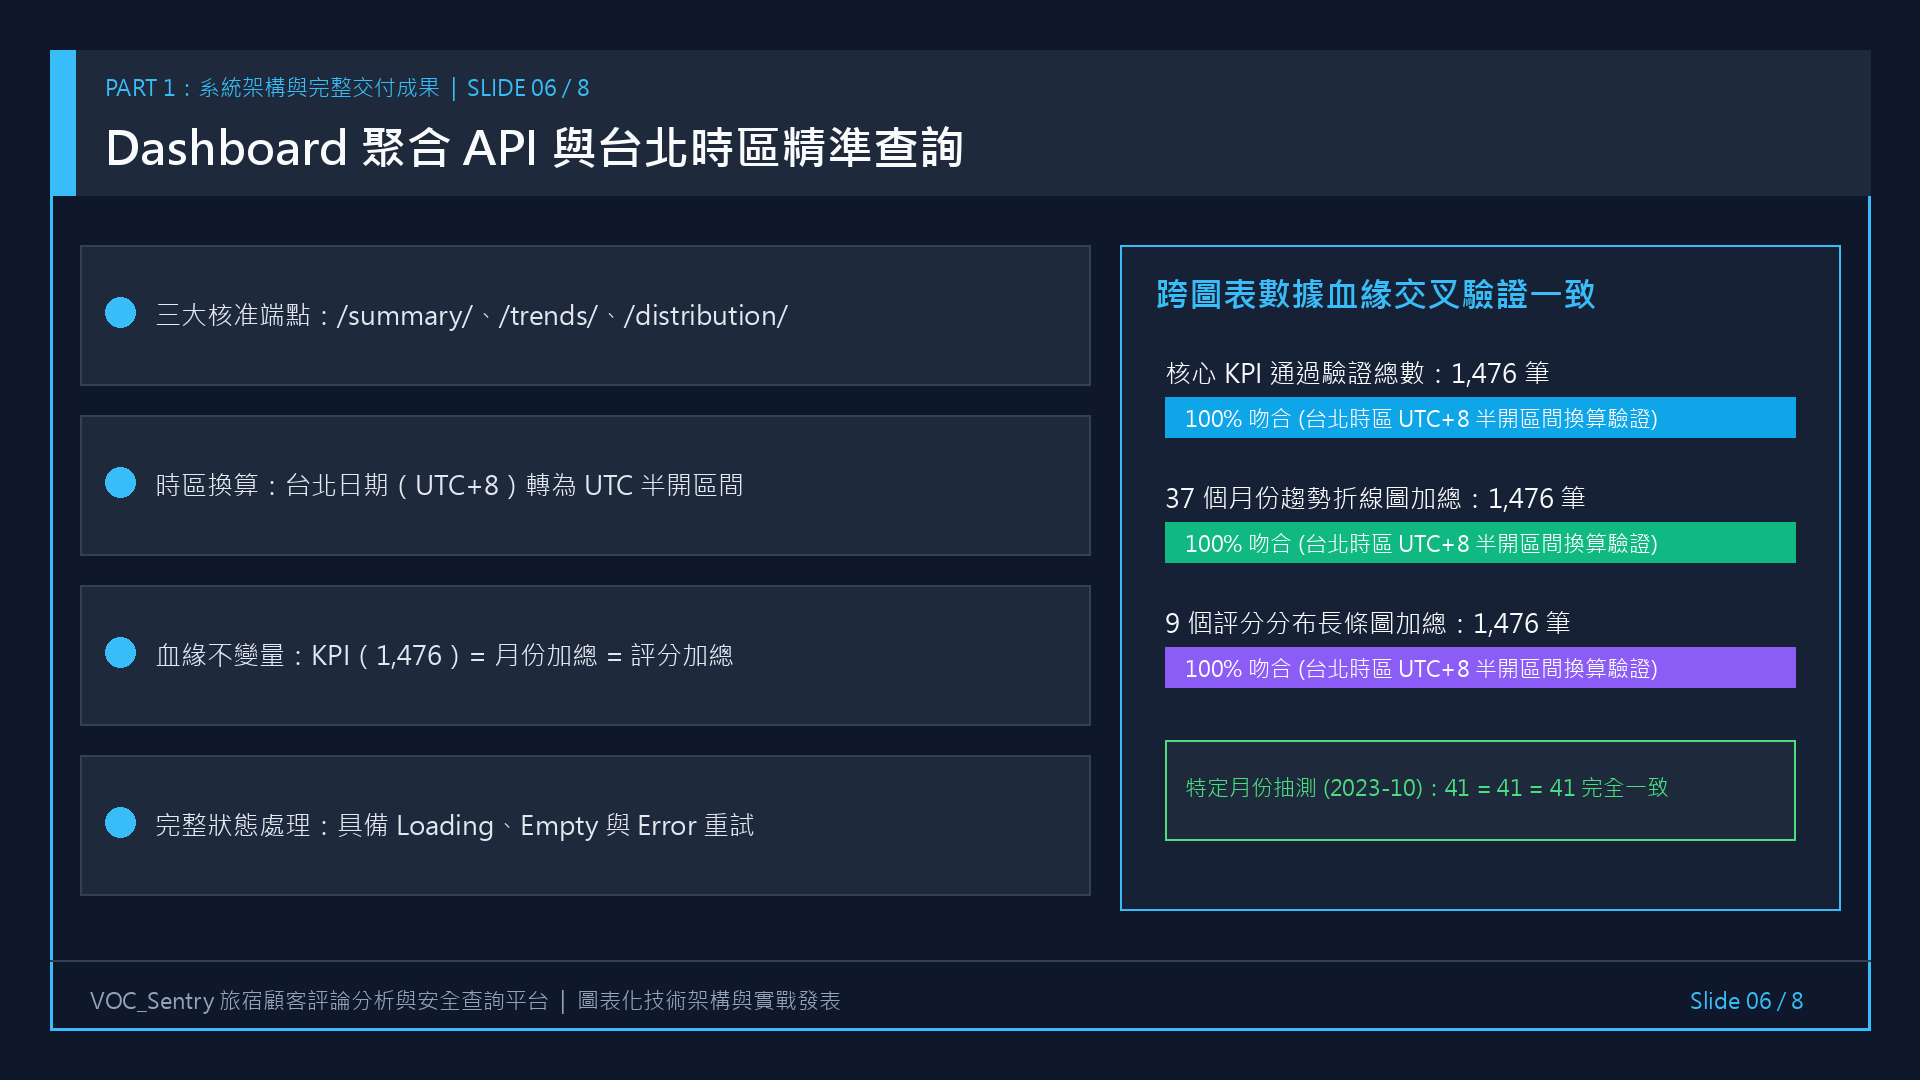 PART 1：系統架構與完整交付成果 | SLIDE 06 / 8
Dashboard 聚合 API 與台北時區精準查詢
三大核准端點：/summary/、/trends/、/distribution/
時區換算：台北日期（UTC+8）轉為 UTC 半開區間
血緣不變量：KPI（1,476）= 月份加總 = 評分加總
完整狀態處理：具備 Loading、Empty 與 Error 重試
跨圖表數據血緣交叉驗證一致
核心 KPI 通過驗證總數：1,476 筆
100% 吻合 (台北時區 UTC+8 半開區間換算驗證)
37 個月份趨勢折線圖加總：1,476 筆
100% 吻合 (台北時區 UTC+8 半開區間換算驗證)
9 個評分分布長條圖加總：1,476 筆
100% 吻合 (台北時區 UTC+8 半開區間換算驗證)
特定月份抽測 (2023-10)：41 = 41 = 41 完全一致
VOC_Sentry 旅宿顧客評論分析與安全查詢平台 | 圖表化技術架構與實戰發表
Slide 06 / 8